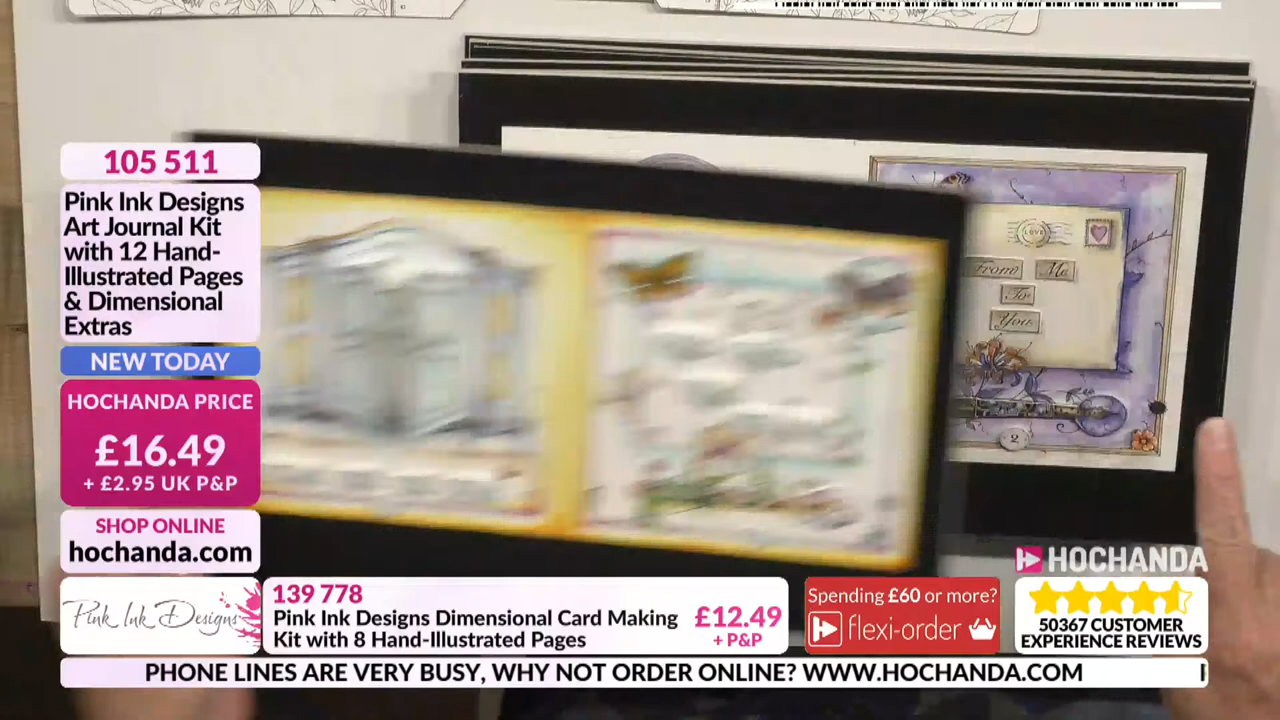 LOVE
From Me
To
You
2
105 511
Pink Ink Designs
Art Journal Kit
with 12 Hand-
Illustrated Pages
& Dimensional
Extras
NEW TODAY
HOCHANDA PRICE
£16.49
+ £2.95 UK P&P
SHOP ONLINE
hochanda.com
HOCHANDA
Pink Ink Designs
139 778
Pink Ink Designs Dimensional Card Making
Kit with 8 Hand-Illustrated Pages
£12.49
+ P&P
Spending £60 or more?
flexi-order
50367 CUSTOMER
EXPERIENCE REVIEWS
PHONE LINES ARE VERY BUSY, WHY NOT ORDER ONLINE? WWW.HOCHANDA.COM